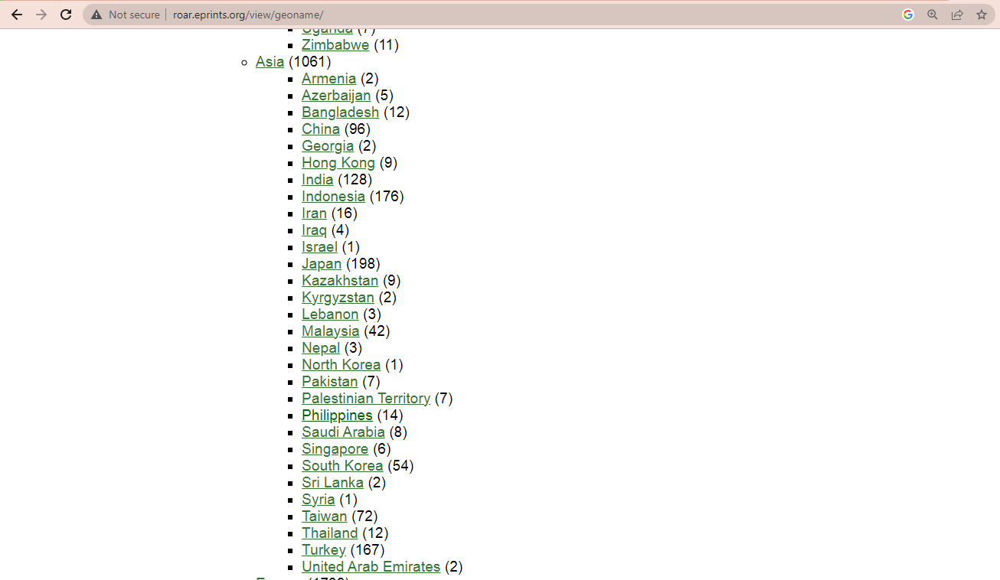 Not secure roar.eprints.org/view/geoname/
Uganda (7)
Zimbabwe (11)
Asia (1061)
Armenia (2)
Azerbaijan (5)
Bangladesh (12)
China (96)
Georgia (2)
Hong Kong (9)
India (128)
Indonesia (176)
Iran (16)
Iraq (4)
Israel (1)
Japan (198)
Kazakhstan (9)
Kyrgyzstan (2)
Lebanon (3)
Malaysia (42)
Nepal (3)
North Korea (1)
Pakistan (7)
Palestinian Territory (7)
Philippines (14)
Saudi Arabia (8)
Singapore (6)
South Korea (54)
Sri Lanka (2)
Syria (1)
Taiwan (72)
Thailand (12)
Turkey (167)
United Arab Emirates (2)